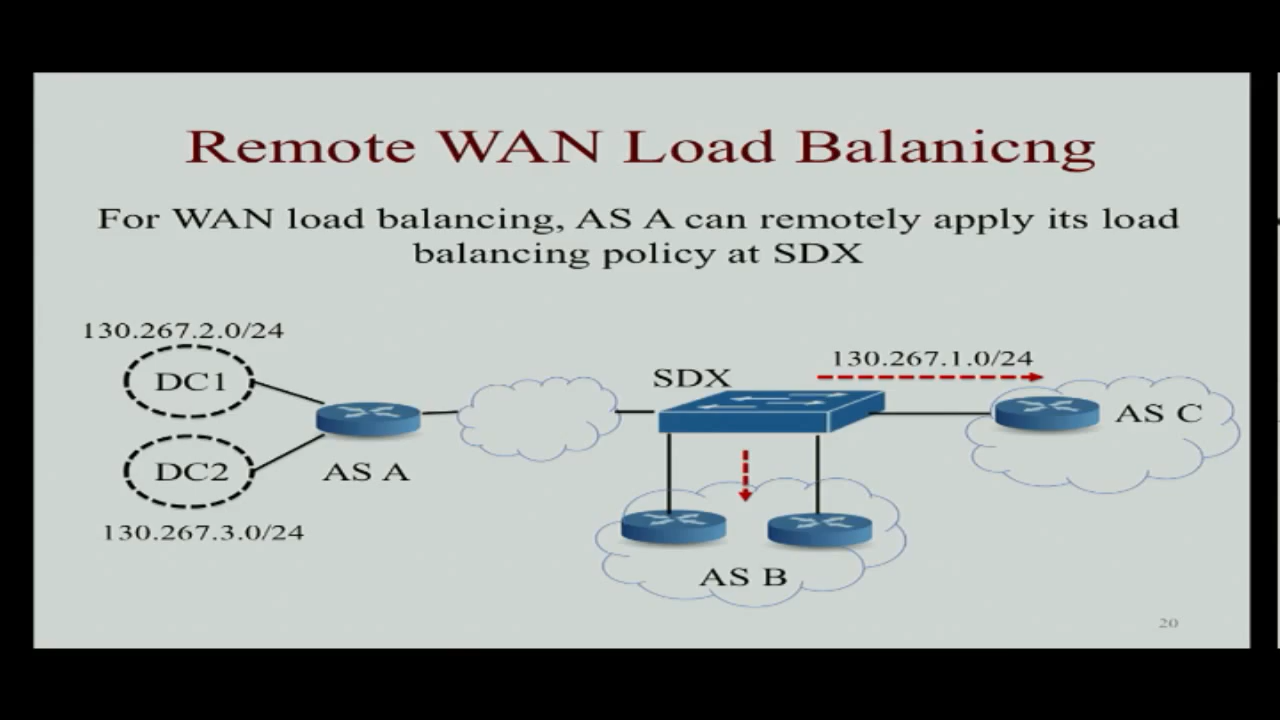 Remote WAN Load Balanicng
For WAN load balancing, AS A can remotely apply its load
balancing policy at SDX
130.267.2.0/24
DC1
DC2
130.267.3.0/24
AS A
SDX
130.267.1.0/24
AS C
AS B
20